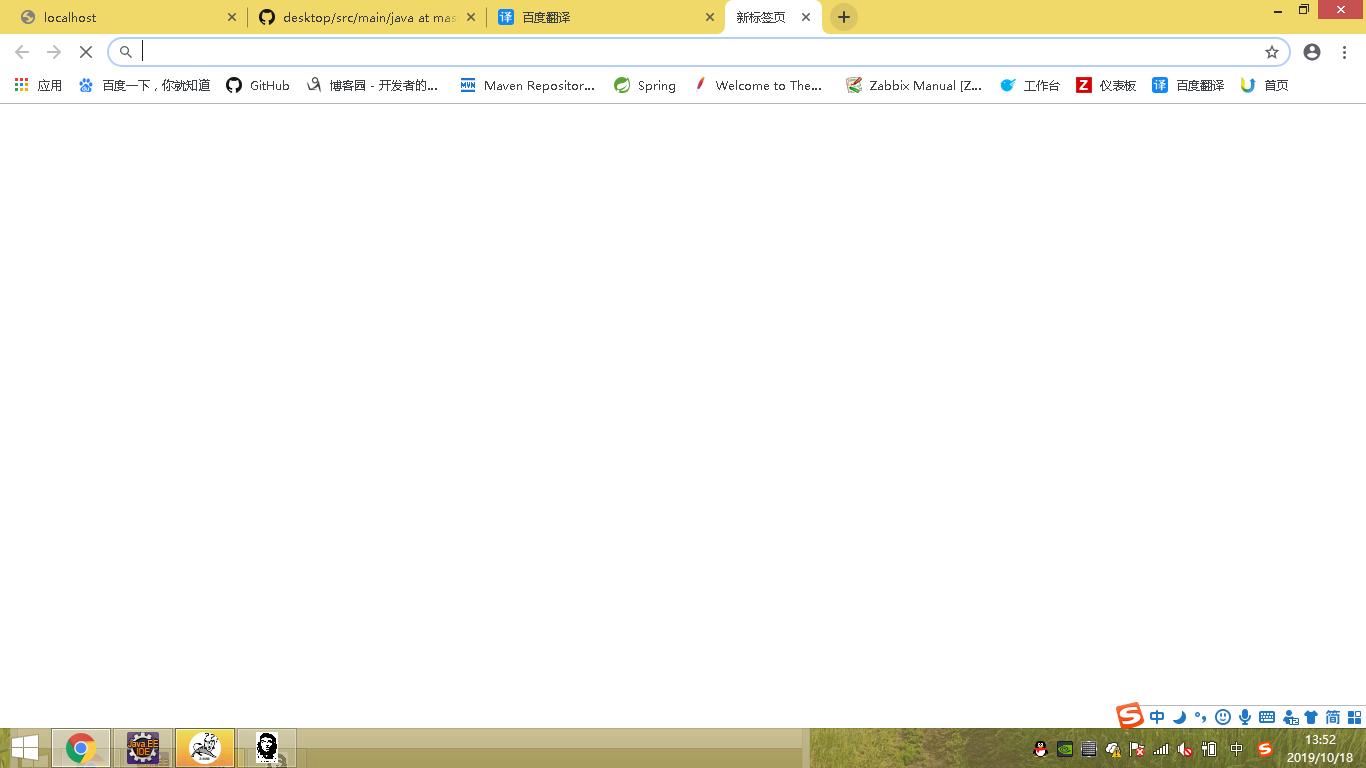 localhost
desktop/src/main/java at mas
百度翻译
新标签页
应用
百度一下，你就知道
GitHub
博客园 - 开发者的...
Maven Repositor...
Spring
Welcome to The...
Zabbix Manual [Z...
工作台
仪表板
百度翻译
首页
中
简
Java EE
IDE
中
13:52
2019/10/18